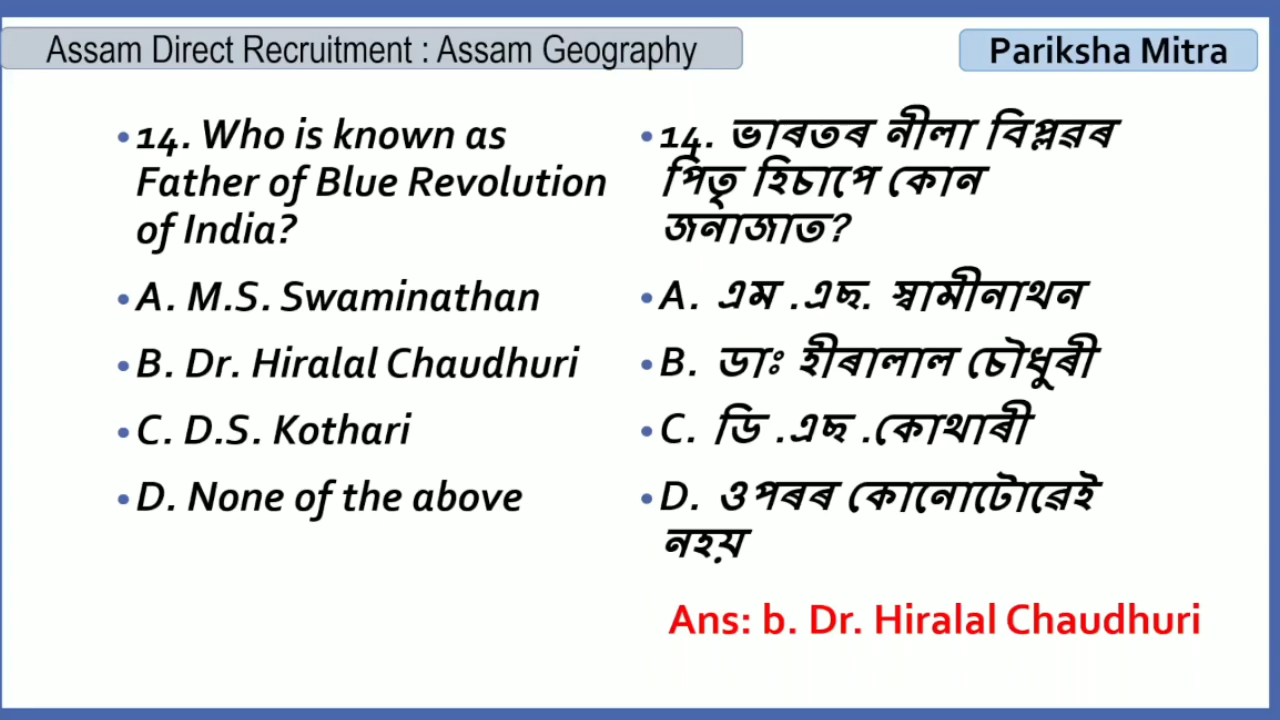 Assam Direct Recruitment : Assam Geography
Pariksha Mitra
•14. Who is known as
Father of Blue Revolution
of India?
•A. M.S. Swaminathan
•B. Dr. Hiralal Chaudhuri
•C. D.S. Kothari
•D. None of the above
•14. ভাৰতৰ নীলা বিপ্লৱৰ
পিতৃ হিচাপে কোন
জনাজাত?
•A. এম .এছ. স্বামীনাথন
•B. ডাঃ হীৰালাল চৌধুৰী
•C. ডি .এছ .কোথাৰী
•D. ওপৰৰ কোনোটোৱেই
নহয়
Ans: b. Dr. Hiralal Chaudhuri